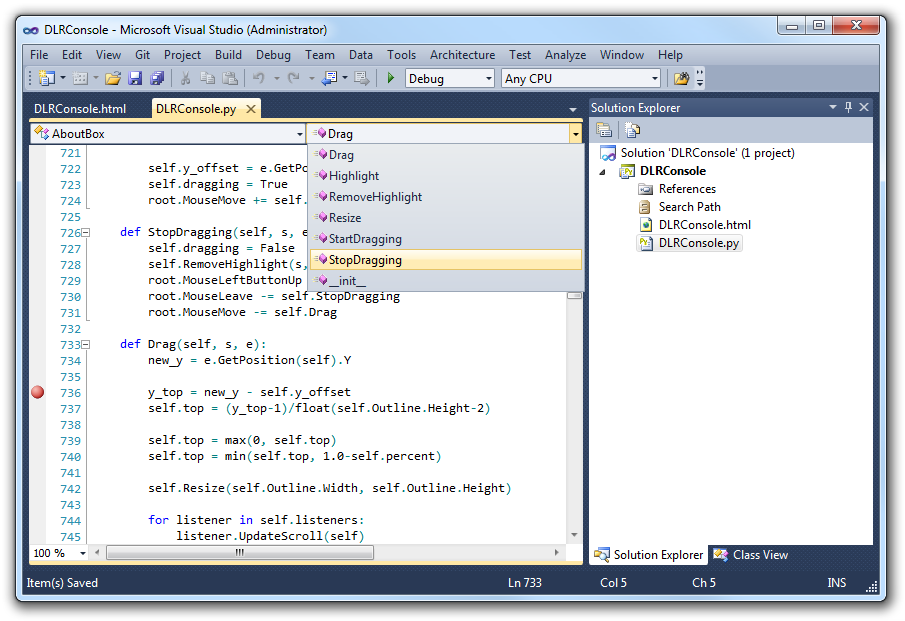 DLRConsole - Microsoft Visual Studio (Administrator)
File Edit View Git Project Build Debug Team Data Tools Architecture Test Analyze Window Help
Debug Any CPU
DLRConsole.html DLRConsole.py
AboutBox Drag
Drag
Highlight
RemoveHighlight
Resize
StartDragging
StopDragging
__init__
721
722 self.y_offset = e.GetPo
723 self.dragging = True
724 root.MouseMove += self.
725
726 def StopDragging(self, s, e
727 self.dragging = False
728 self.RemoveHighlight(s,
729 root.MouseLeftButtonUp
730 root.MouseLeave -= self.StopDragging
731 root.MouseMove -= self.Drag
732
733 def Drag(self, s, e):
734 new_y = e.GetPosition(self).Y
735
736 y_top = new_y - self.y_offset
737 self.top = (y_top-1)/float(self.Outline.Height-2)
738
739 self.top = max(0, self.top)
740 self.top = min(self.top, 1.0-self.percent)
741
742 self.Resize(self.Outline.Width, self.Outline.Height)
743
744 for listener in self.listeners:
745 listener.UpdateScroll(self)
100 %
Solution Explorer
Solution 'DLRConsole' (1 project)
DLRConsole
References
Search Path
DLRConsole.html
DLRConsole.py
Solution Explorer Class View
Item(s) Saved Ln 733 Col 5 Ch 5 INS